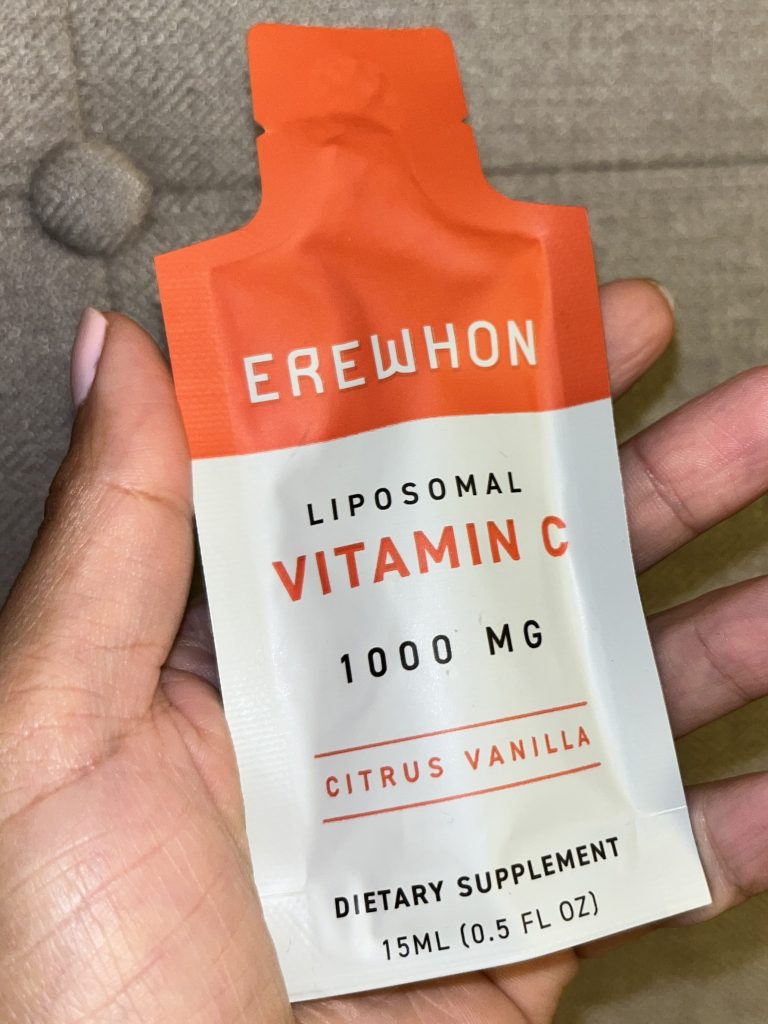 EREWHON
LIPOSOMAL
VITAMIN C
1000 MG
CITRUS VANILLA
DIETARY SUPPLEMENT
15ML (0.5 FL OZ)